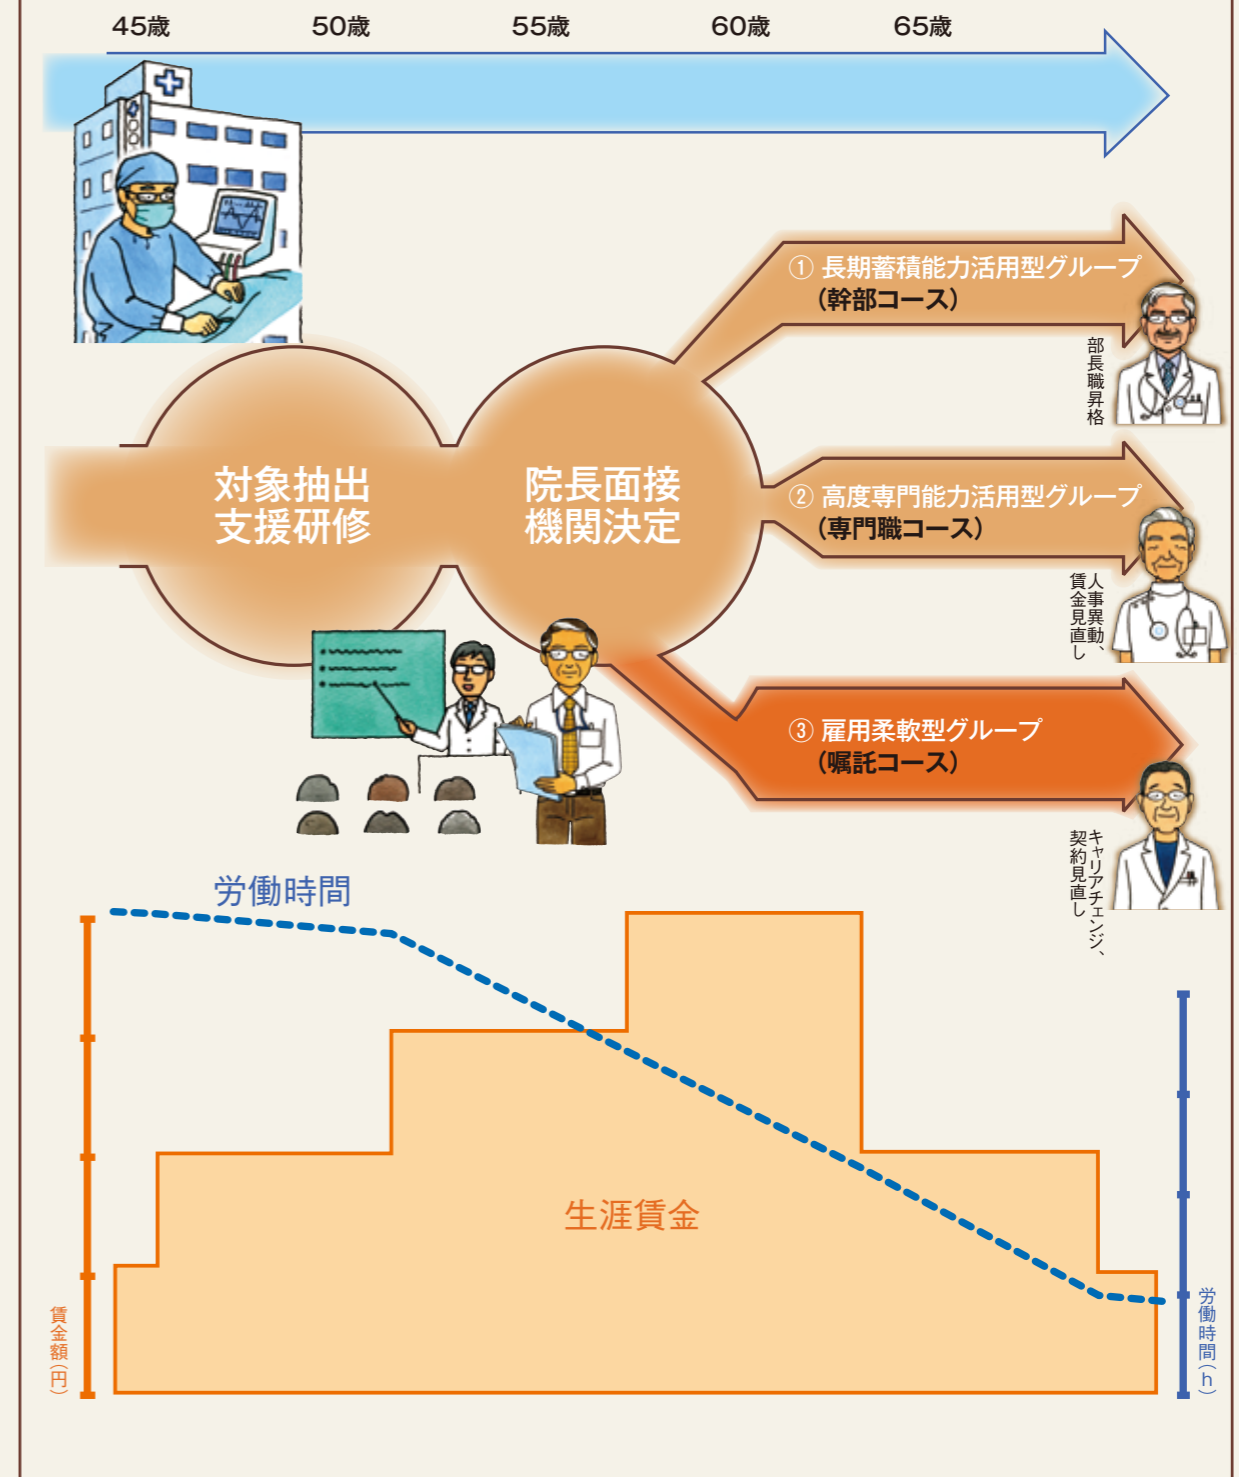 45歳 50歳 55歳 60歳 65歳
① 長期蓄積能力活用型グループ
（幹部コース）
部長職昇格
対象抽出
支援研修
院長面接
機関決定
② 高度専門能力活用型グループ
（専門職コース）
人事異動、
賃金見直し
③ 雇用柔軟型グループ
（嘱託コース）
キャリアチェンジ、
契約見直し
労働時間
生涯賃金
賃金額（円）
労働時間（h）